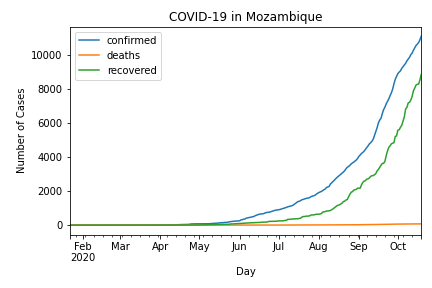 COVID-19 in Mozambique
confirmed
deaths
recovered
Number of Cases
10000
8000
6000
4000
2000
0
Feb Mar Apr May Jun Jul Aug Sep Oct
2020
Day